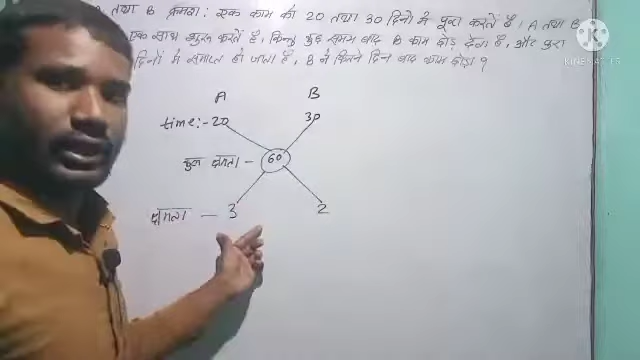 तथा B क्रमश: एक काम को 20 तथा 30 दिनों में पूरा करते हैं, A तथा B
एक साथ शुरू करते हैं, किन्तु कुछ समय बाद B काम छोड़ देता है, और पूरा
दिनों में समाप्त हो जाता है, B ने कितने दिन बाद काम छोड़ा ?
A B
time:- 20 30
कुल क्षमता - 60
क्षमता - 3 2
K
KINEMASTER